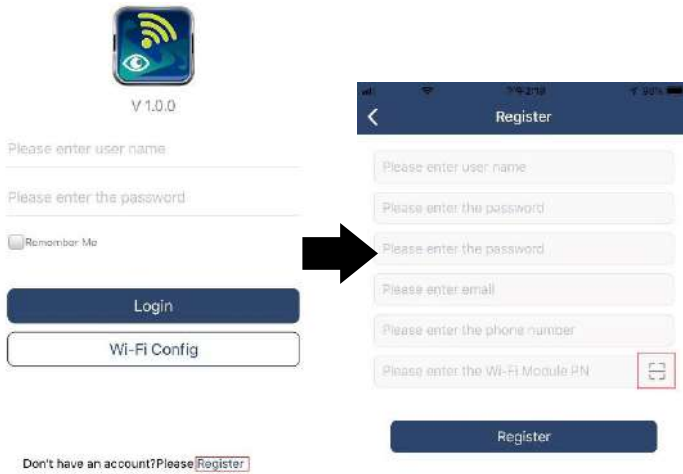 V 1.0.0
Please enter user name
Please enter the password
Remember Me
Login
Wi-Fi Config
Don't have an account?Please Register
Register
Please enter user name
Please enter the password
Please enter the password
Please enter email
Please enter the phone number
Please enter the Wi-Fi Module PN
Register